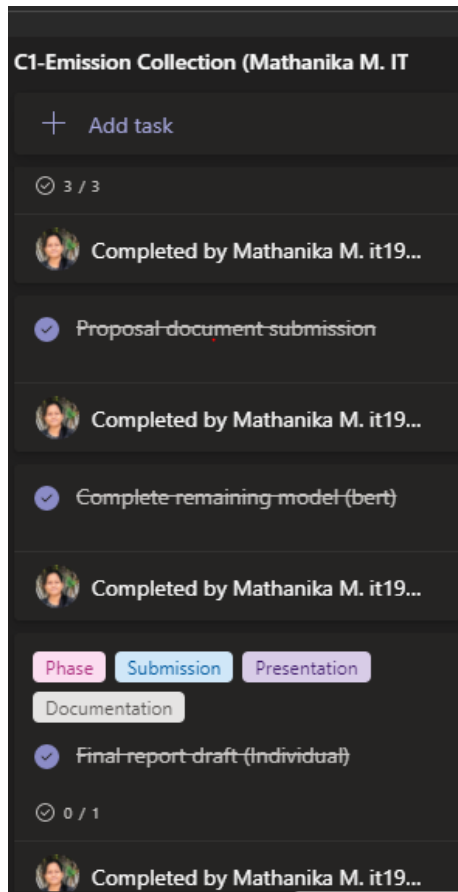 C1-Emission Collection (Mathanika M. IT
Add task
3 / 3
Completed by Mathanika M. it19...
Proposal document submission
Completed by Mathanika M. it19...
Complete remaining model (bert)
Completed by Mathanika M. it19...
Phase Submission Presentation
Documentation
Final report draft (Individual)
0 / 1
Completed by Mathanika M. it19...